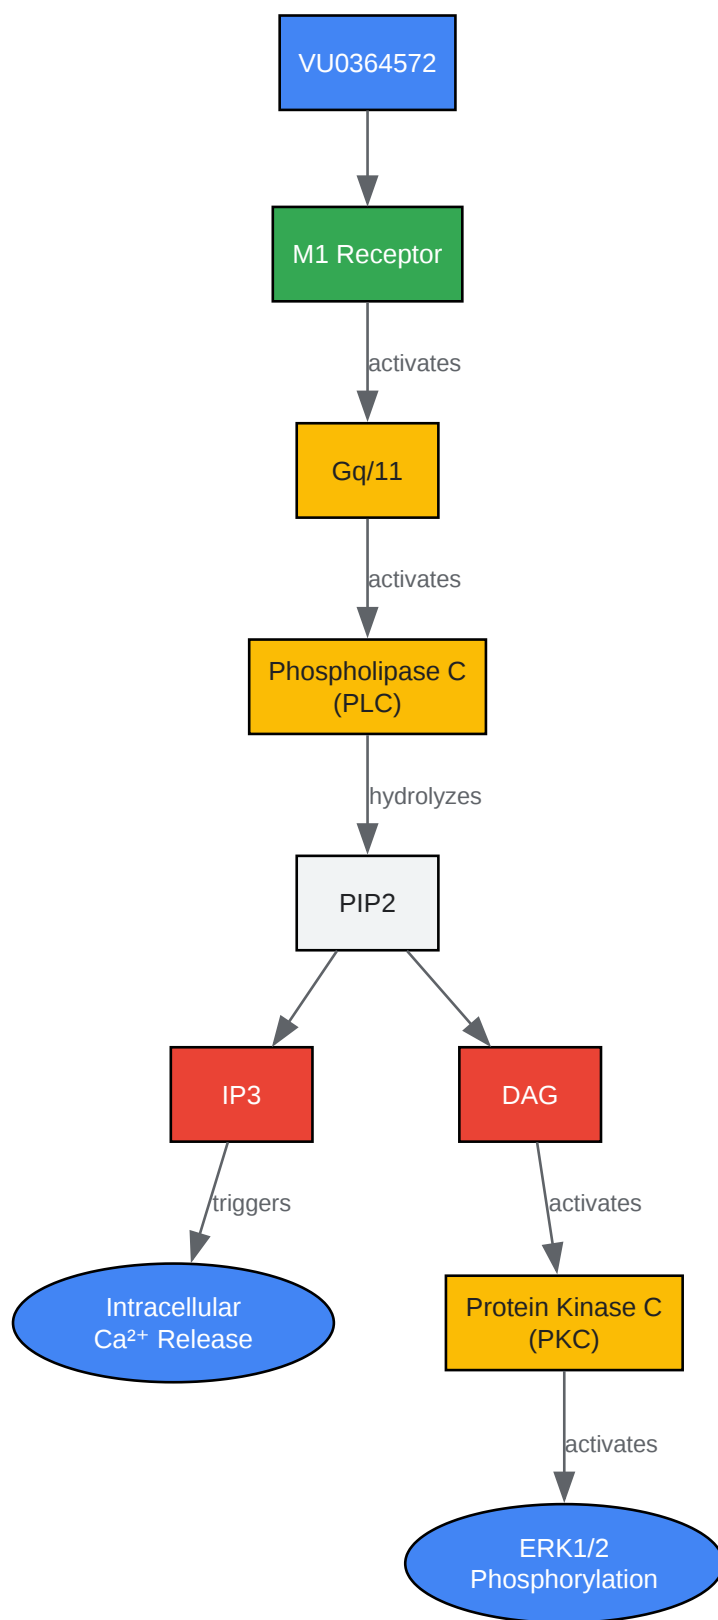 VU0364572
M1 Receptor
activates
Gq/11
activates
Phospholipase C
(PLC)
hydrolyzes
PIP2
IP3
DAG
triggers
activates
Intracellular
Ca²⁺ Release
Protein Kinase C
(PKC)
activates
ERK1/2
Phosphorylation